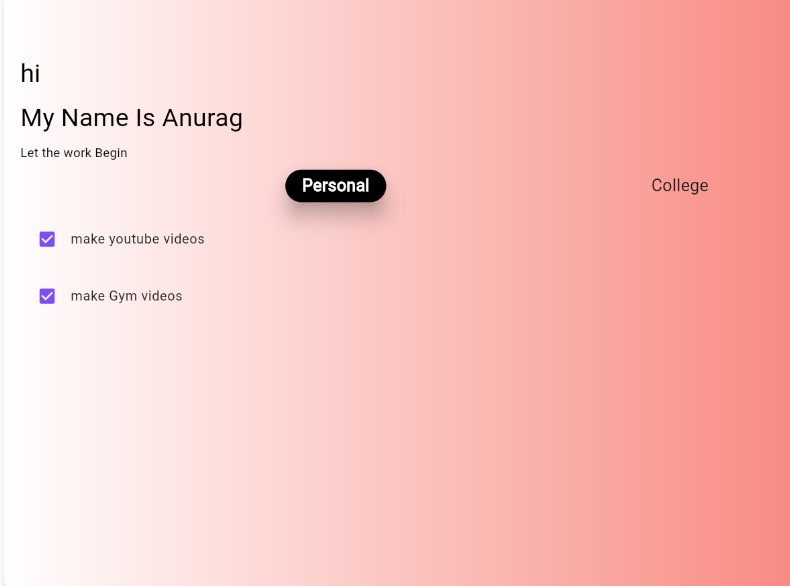 hi
My Name Is Anurag
Let the work Begin
Personal College
make youtube videos
make Gym videos